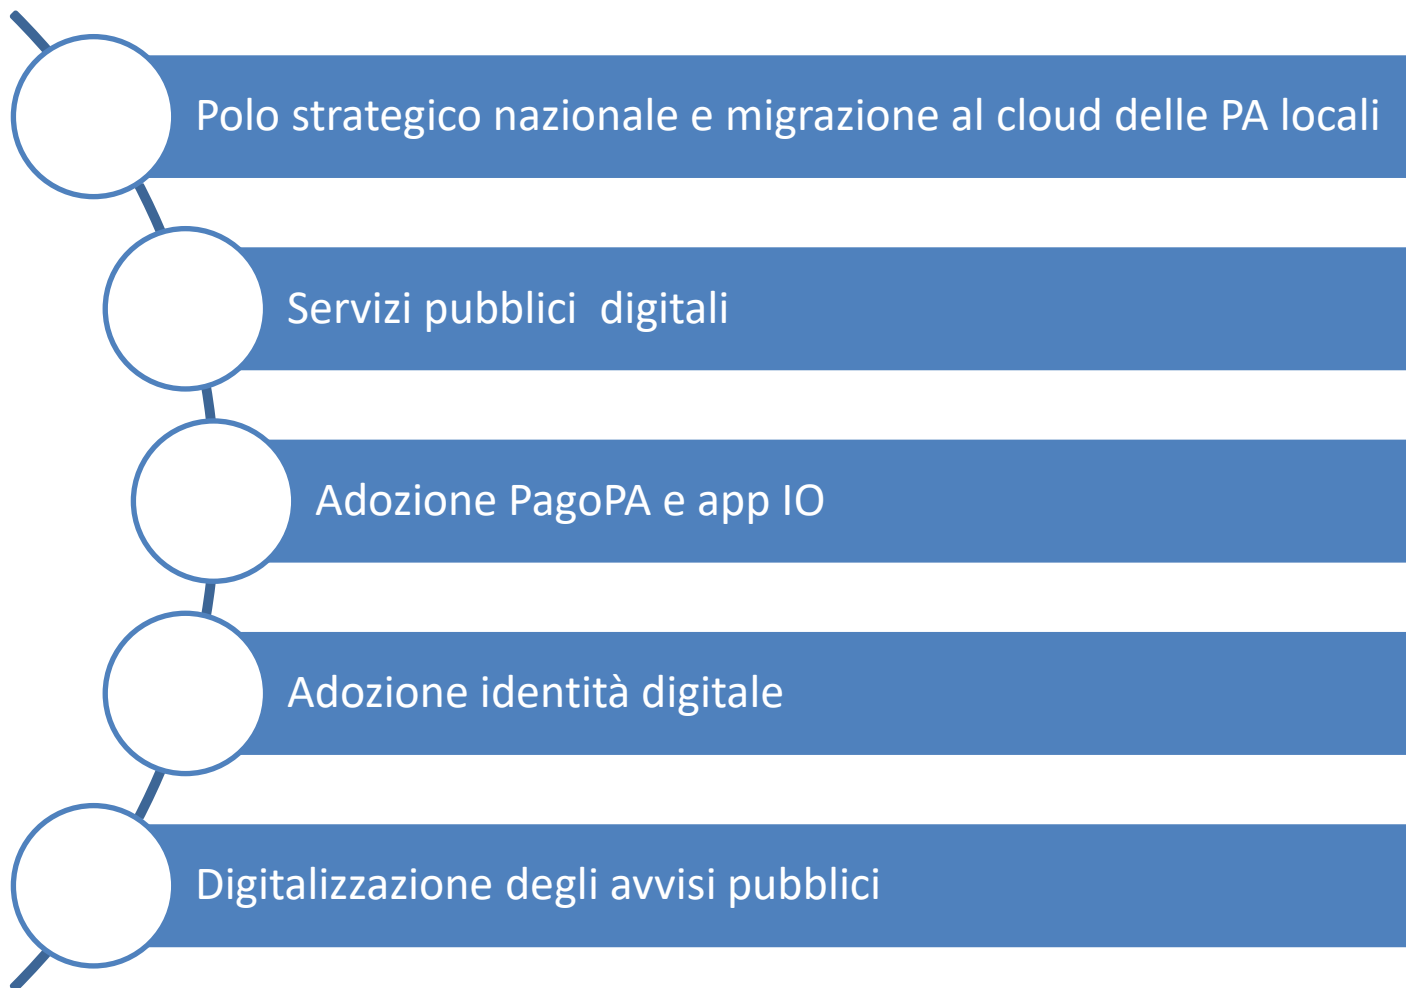 Polo strategico nazionale e migrazione al cloud delle PA locali
Servizi pubblici  digitali
Adozione PagoPA e app IO
Adozione identità digitale
Digitalizzazione degli avvisi pubblici